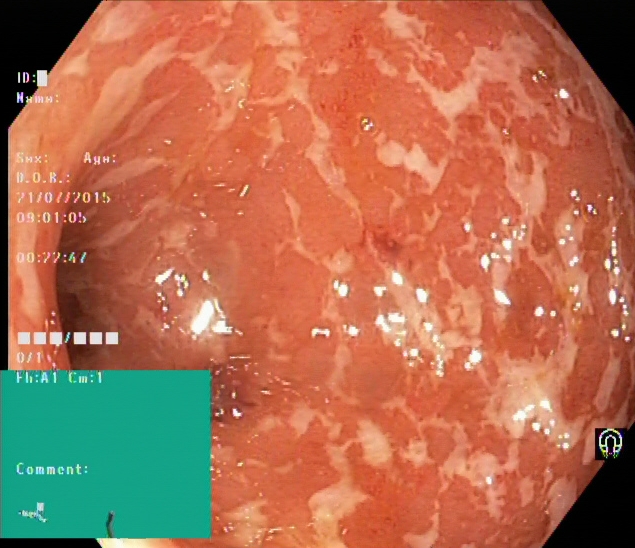 ID:
Name:
Sex: Age:
D.O.B.:
21/07/2015
09:01:05
00:22:47
0/1
Eh:A1 Cm:1
Comment: